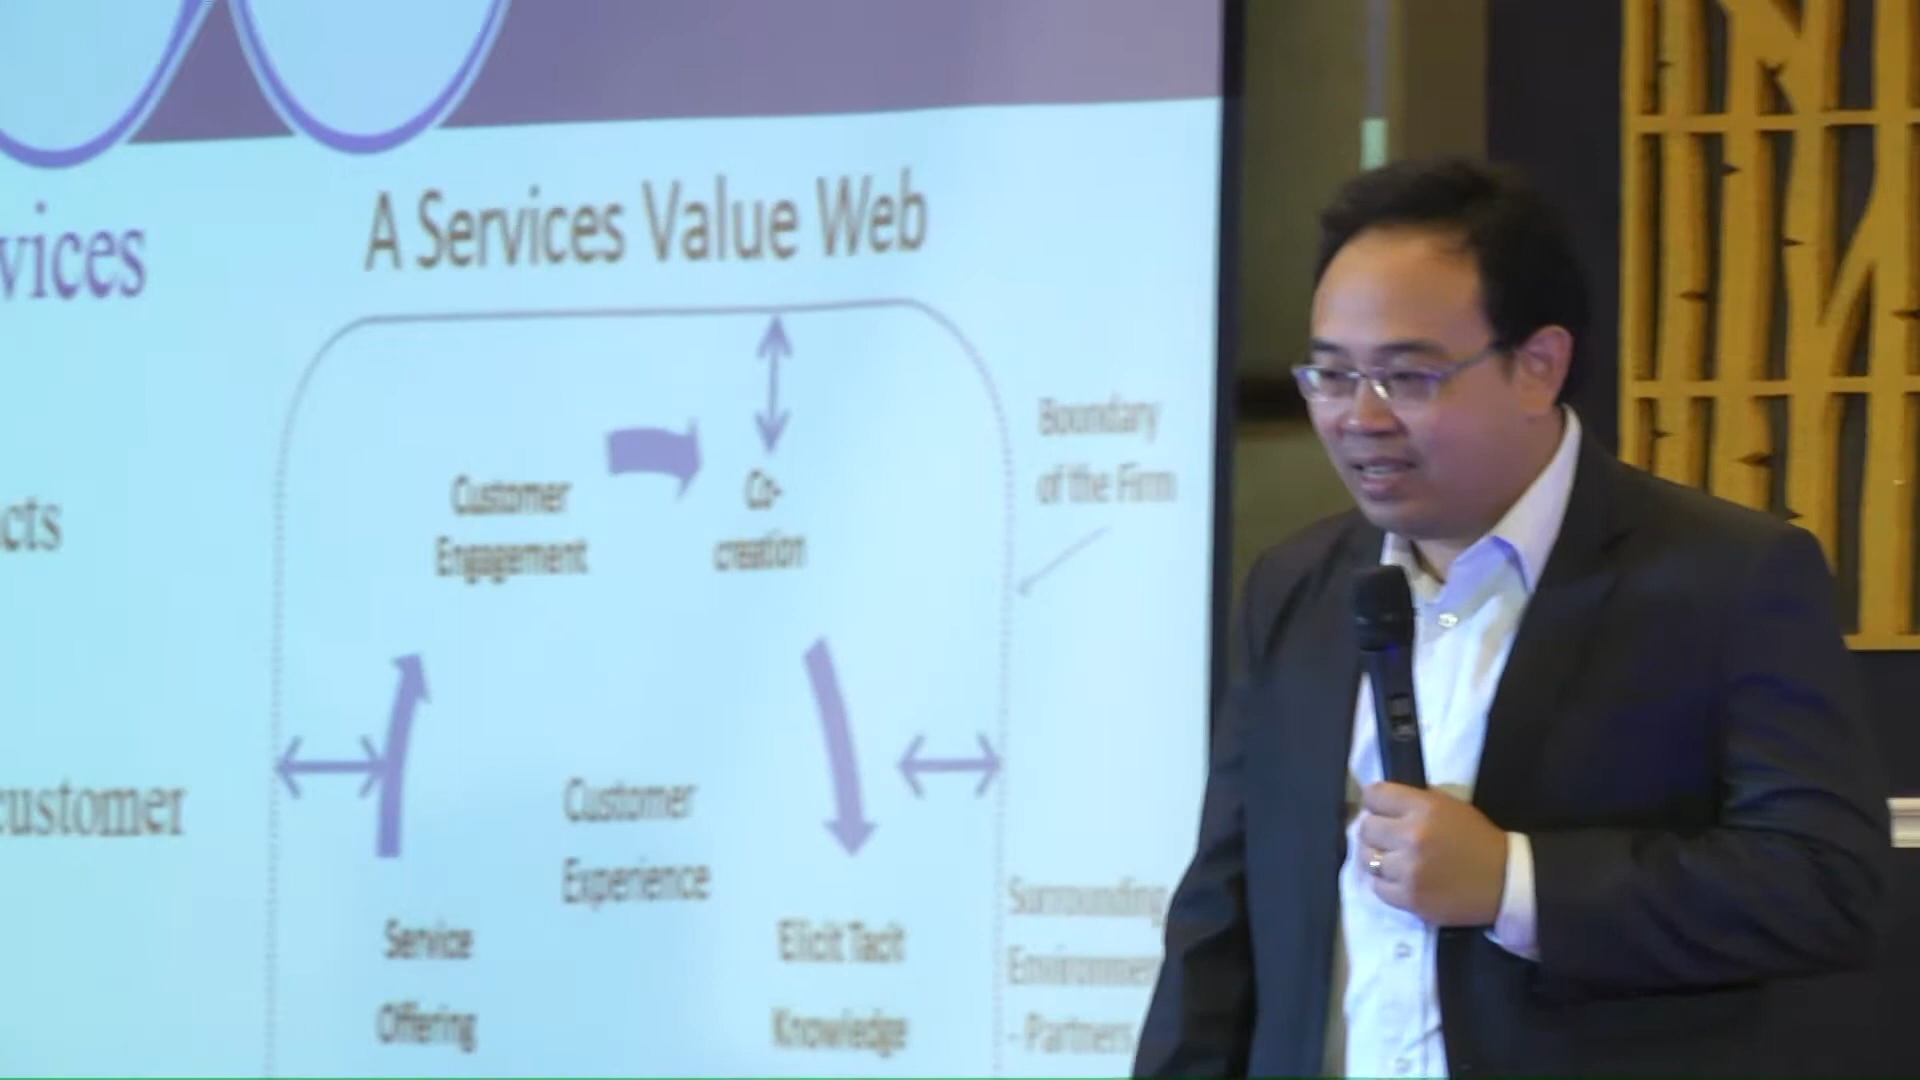 A Services Value Web
vices
Boundary
of the Firm
Customer
Engagement
Co-
creation
cts
customer
Customer
Experience
Service
Offering
Elicit Tacit
Knowledge
Surrounding
Environment
- Partners